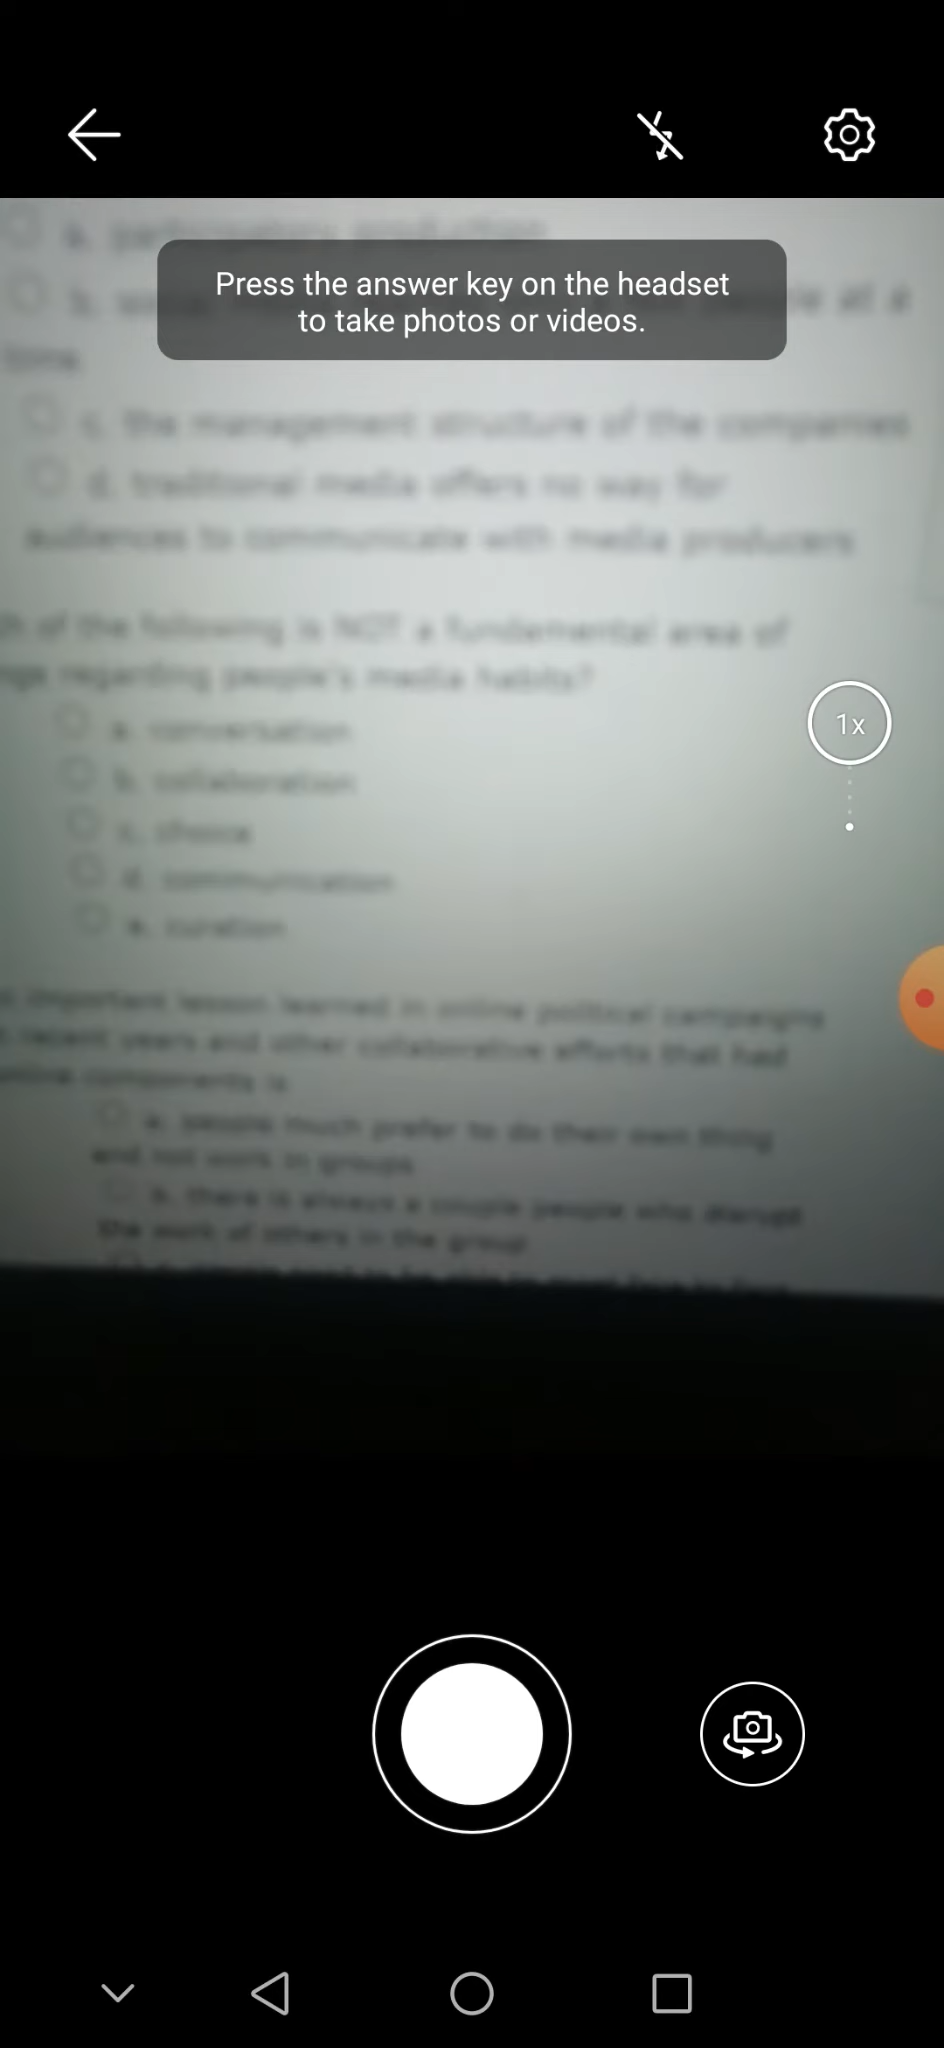 Press the answer key on the headset
to take photos or videos.
a. participatory production
time
c. the management structure of the companies
d. traditional media offers no way for
audiences to communicate with media producers
of the following is NOT a fundamental area of
regarding people's media habits?
1x
a. conversation
b. collaboration
c. choice
d. communication
e. curation
important lesson learned in online political campaigns
recent years and other collaborative efforts that had
online components is
a. people much prefer to do their own thing
and not work in groups
b. there is always a couple people who disrupt
the work of others in the group